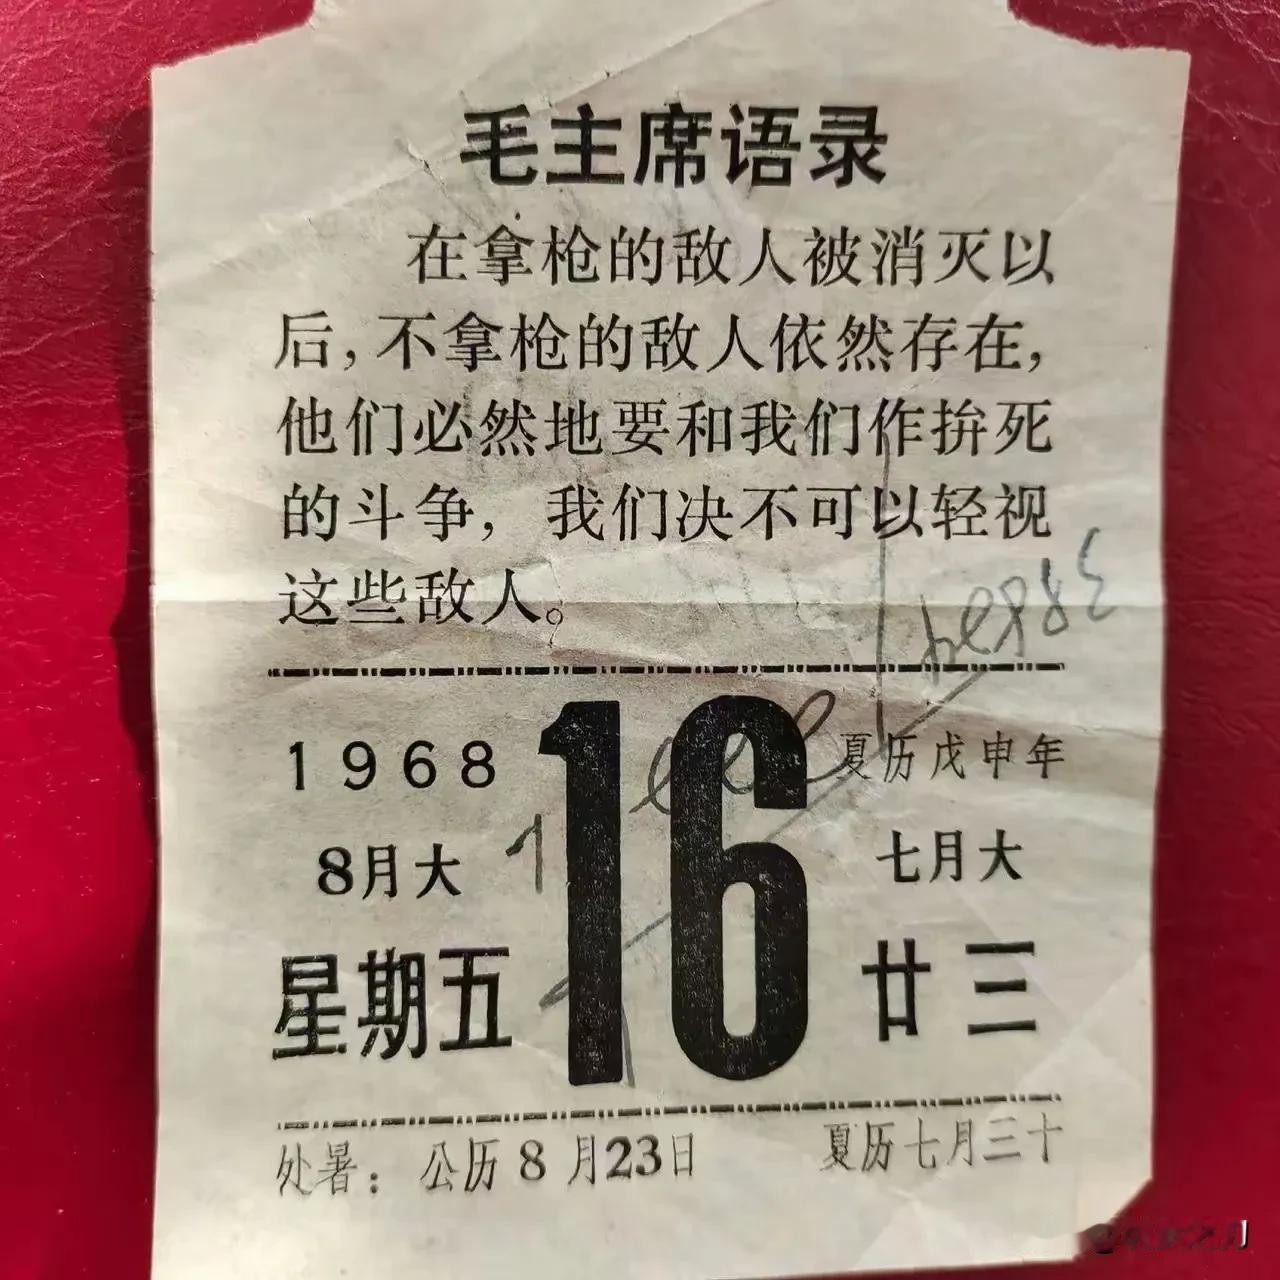 毛主席语录
在拿枪的敌人被消灭以
后,不拿枪的敌人依然存在,
他们必然地要和我们作拚死
的斗争,我们决不可以轻视
这些敌人。
1968
16
夏历戊申年
8月大
七月大
星期五
廿三
处暑:公历8月23日
夏历七月三十